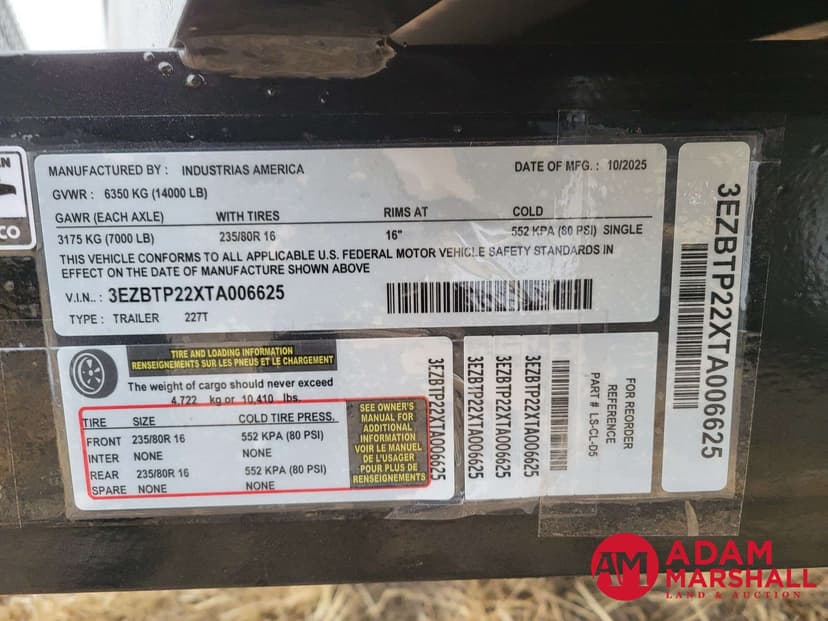 EN
CO
MANUFACTURED BY : INDUSTRIAS AMERICA DATE OF MFG. : 10/2025
GVWR : 6350 KG (14000 LB)
GAWR (EACH AXLE) WITH TIRES RIMS AT COLD
3175 KG (7000 LB) 235/80R 16 16" 552 KPA (80 PSI) SINGLE
THIS VEHICLE CONFORMS TO ALL APPLICABLE U.S. FEDERAL MOTOR VEHICLE SAFETY STANDARDS IN
EFFECT ON THE DATE OF MANUFACTURE SHOWN ABOVE
V.I.N.. : 3EZBTP22XTA006625
TYPE : TRAILER 227T
3EZBTP22XTA006625
TIRE AND LOADING INFORMATION
RENSEIGNEMENTS SUR LES PNEUS ET LE CHARGEMENT
The weight of cargo should never exceed
4,722 kg or 10,410 lbs.
TIRE SIZE COLD TIRE PRESS.
FRONT 235/80R 16 552 KPA (80 PSI)
INTER NONE NONE
REAR 235/80R 16 552 KPA (80 PSI)
SPARE NONE NONE
SEE OWNER'S
MANUAL FOR
ADDITIONAL
INFORMATION
VOIR LE MANUEL
DE L'USAGER
POUR PLUS DE
RENSEIGNEMENTS
3EZBTP22XTA006625
3EZBTP22XTA006625
3EZBTP22XTA006625
3EZBTP22XTA006625
FOR REORDER
REFERENCE
PART # LS-CL-D5
AM ADAM
MARSHALL
LAND & AUCTION